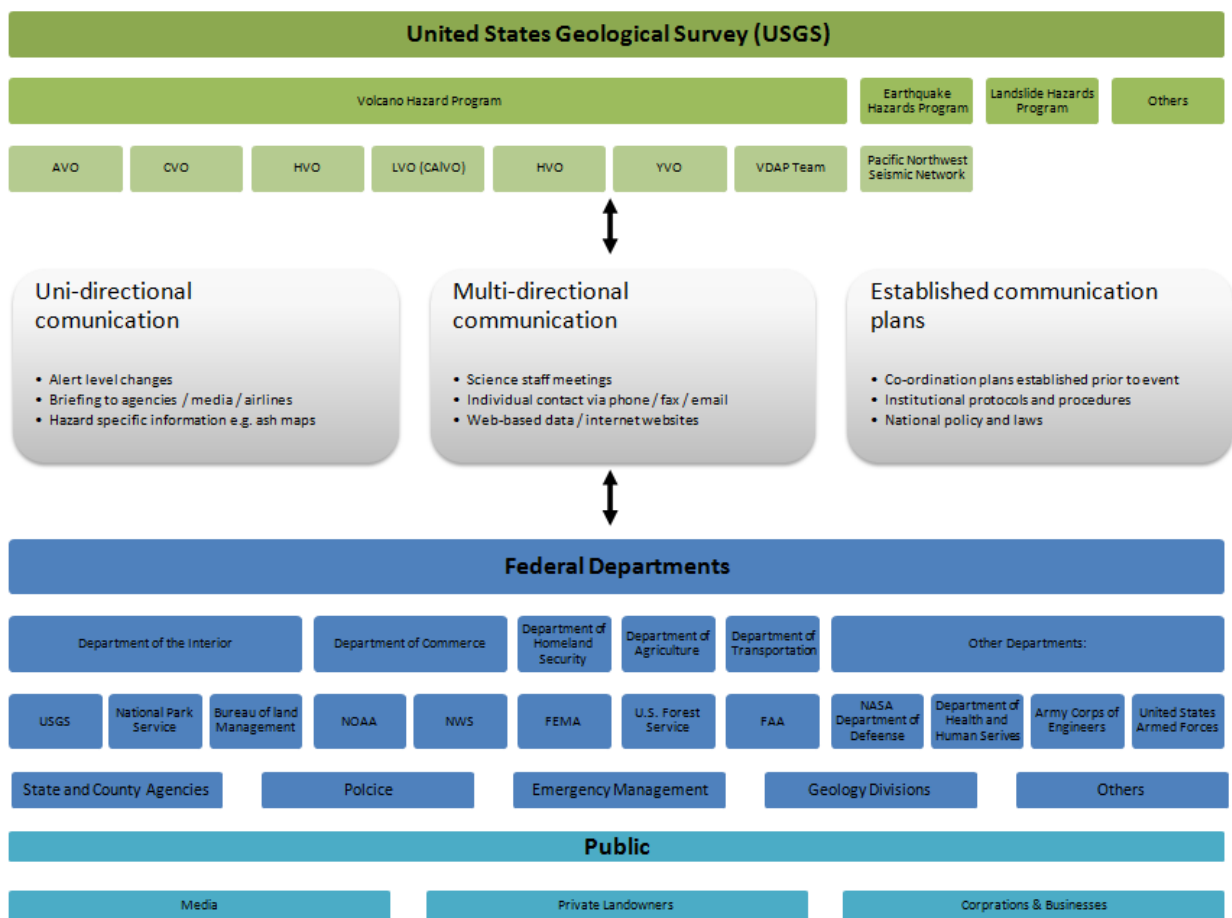 United States Geological Survey (USGS)
Volcano Hazard Program
Earthquake
Hazards Program
Landslide Hazards
Program
Others
AVO
CVO
HVO
LVO (CAlVO)
HVO
YVO
VDAP Team
Pacific Northwest
Seismic Network
Uni-directional
comunication
• Alert level changes
• Briefing to agencies / media / airlines
• Hazard specific information e.g. ash maps
Multi-directional
communication
• Science staff meetings
• Individual contact via phone / fax / email
• Web-based data / internet websites
Established communication
plans
• Co-ordination plans established prior to event
• Institutional protocols and procedures
• National policy and laws
Federal Departments
Department of the Interior
Department of Commerce
Department of
Homeland
Security
Department of
Agriculture
Department of
Transportation
Other Departments:
USGS
National Park
Service
Bureau of land
Management
NOAA
NWS
FEMA
U.S. Forest
Service
FAA
NASA
Department of
Defeense
Department of
Health and
Human Serives
Army Corps of
Engineers
United States
Armed Forces
State and County Agencies
Polcice
Emergency Management
Geology Divisions
Others
Public
Media
Private Landowners
Corprations & Businesses